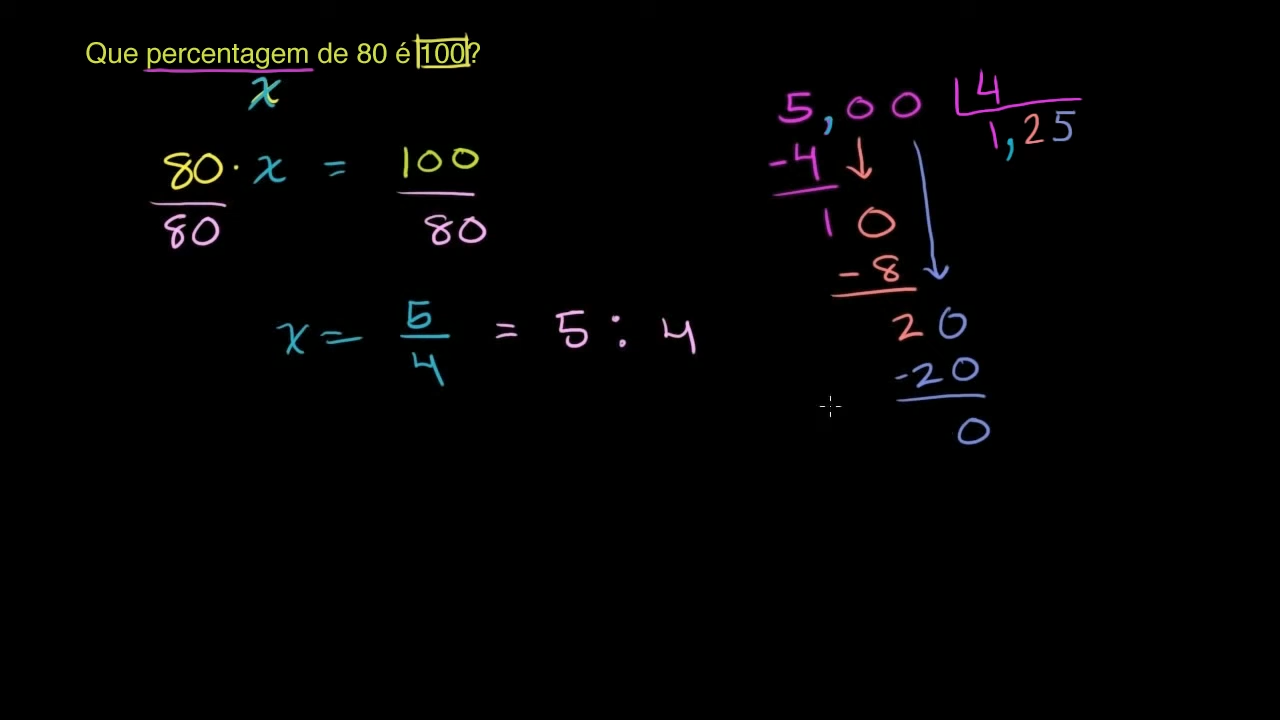 Que percentagem de 80 é 100?
x
80 · x = 100
80 80
x = 5/4 = 5 : 4
5,00 4
-4 1,25
10
-8
20
-20
0